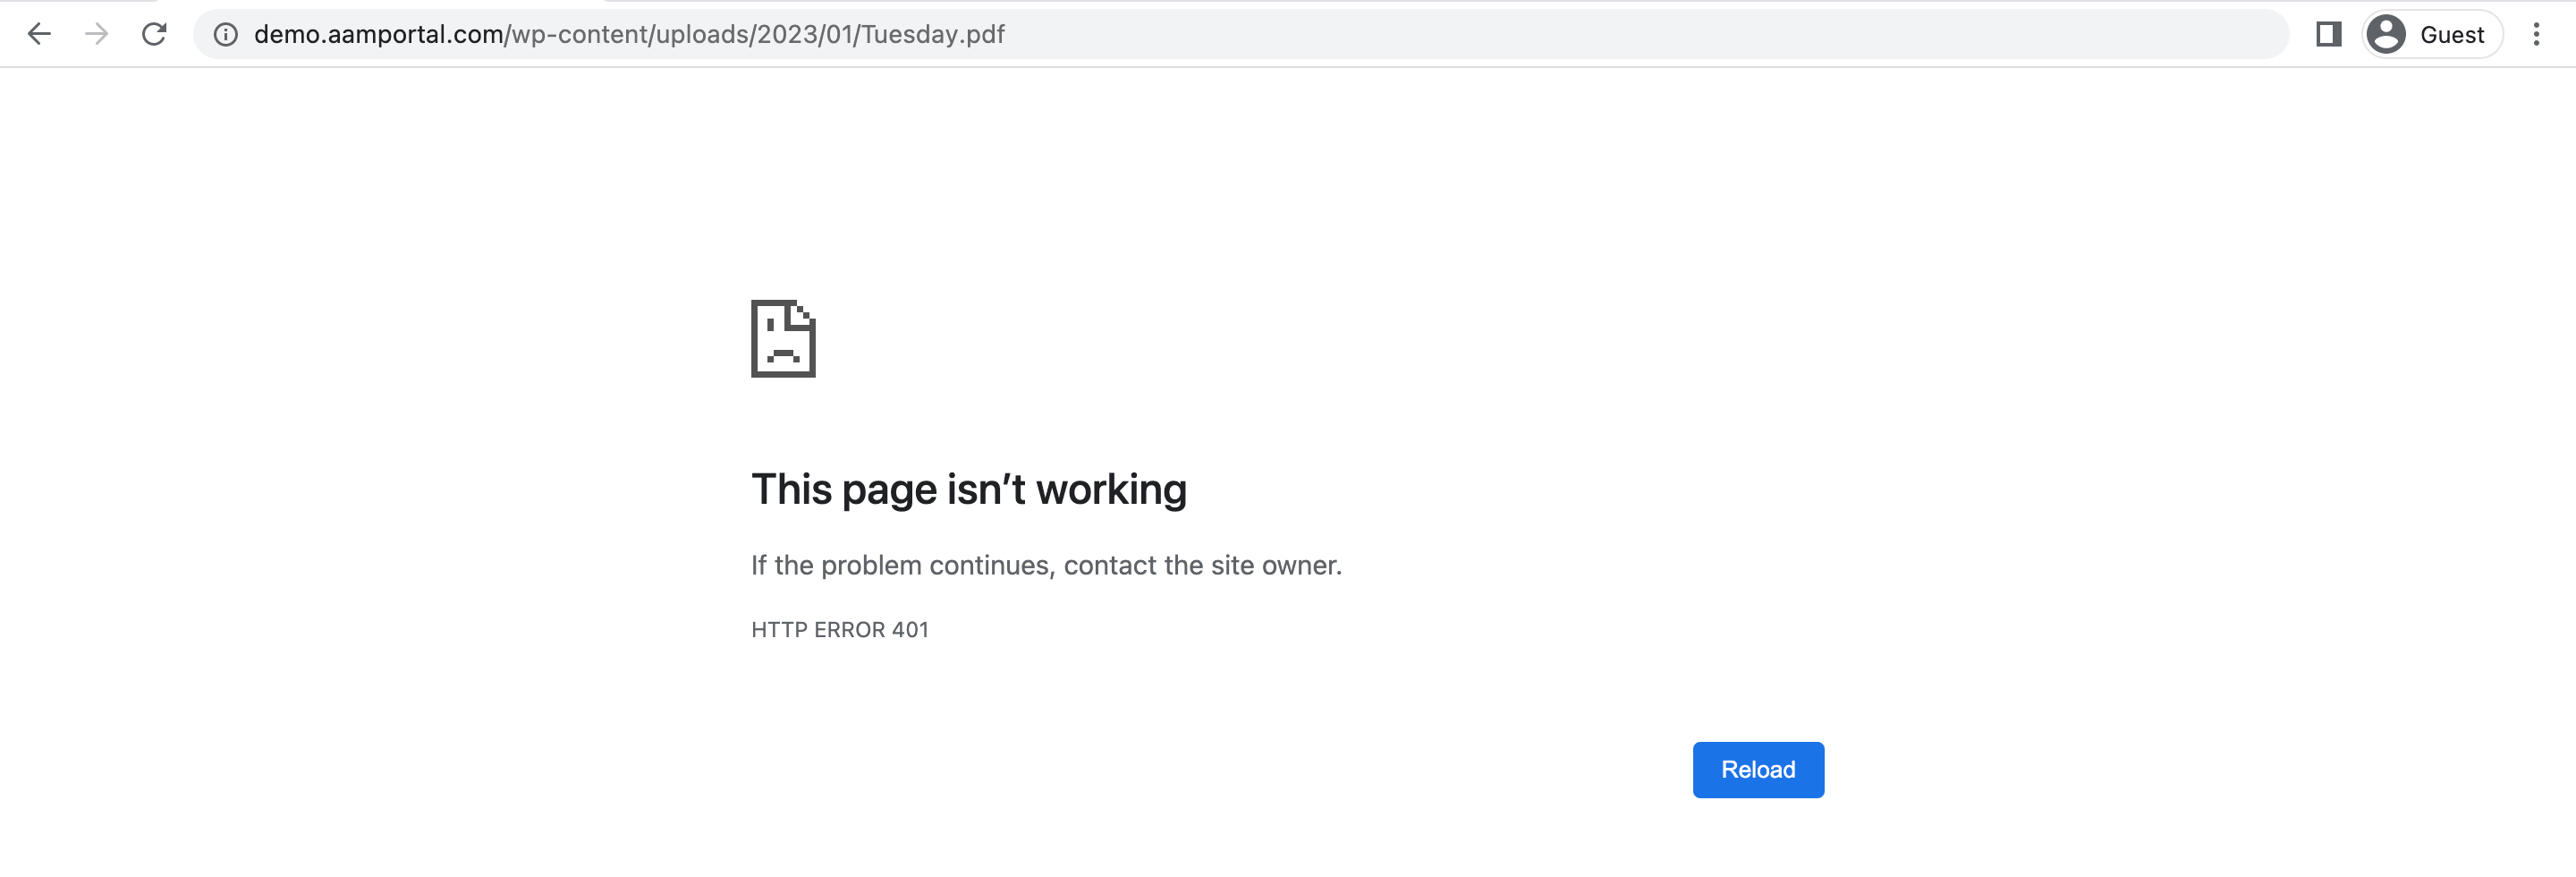 demo.aamportal.com/wp-content/uploads/2023/01/Tuesday.pdf
Guest
This page isn’t working
If the problem continues, contact the site owner.
HTTP ERROR 401
Reload